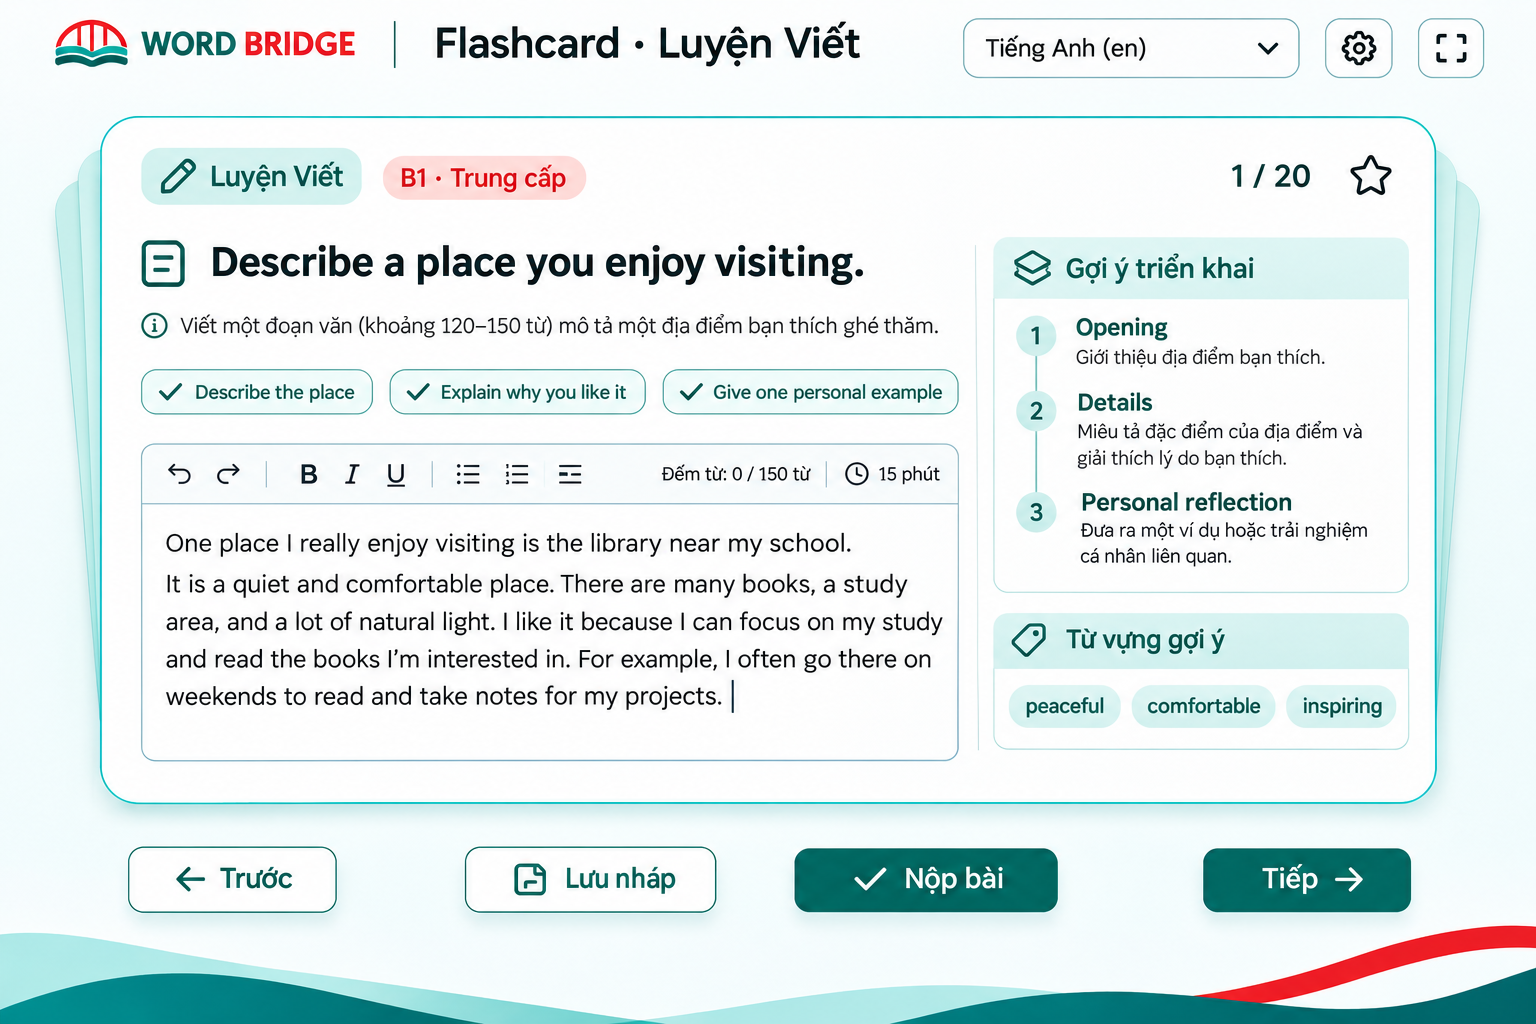 WORD BRIDGE
Flashcard · Luyện Viết
Tiếng Anh (en)
Luyện Viết
B1 · Trung cấp
1 / 20
Describe a place you enjoy visiting.
Viết một đoạn văn (khoảng 120–150 từ) mô tả một địa điểm bạn thích ghé thăm.
Describe the place
Explain why you like it
Give one personal example
B I U
Đếm từ: 0 / 150 từ
15 phút
One place I really enjoy visiting is the library near my school.
It is a quiet and comfortable place. There are many books, a study
area, and a lot of natural light. I like it because I can focus on my study
and read the books I’m interested in. For example, I often go there on
weekends to read and take notes for my projects.
Gợi ý triển khai
1
Opening
Giới thiệu địa điểm bạn thích.
2
Details
Miêu tả đặc điểm của địa điểm và
giải thích lý do bạn thích.
3
Personal reflection
Đưa ra một ví dụ hoặc trải nghiệm
cá nhân liên quan.
Từ vựng gợi ý
peaceful
comfortable
inspiring
Trước
Lưu nháp
Nộp bài
Tiếp